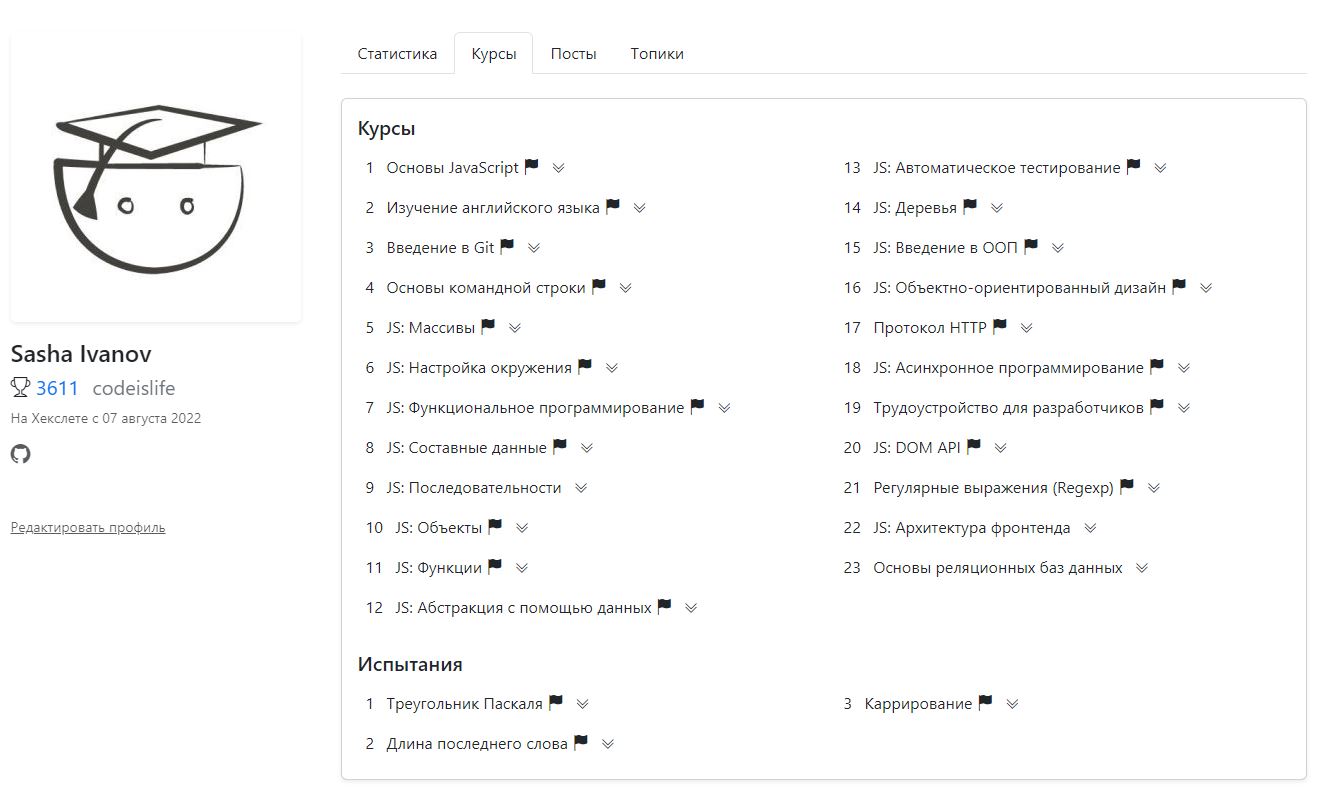 Статистика Курсы Посты Топики
Sasha Ivanov
3611 codeislife
На Хекслете с 07 августа 2022
Редактировать профиль
Курсы
1 Основы JavaScript
2 Изучение английского языка
3 Введение в Git
4 Основы командной строки
5 JS: Массивы
6 JS: Настройка окружения
7 JS: Функциональное программирование
8 JS: Составные данные
9 JS: Последовательности
10 JS: Объекты
11 JS: Функции
12 JS: Абстракция с помощью данных
13 JS: Автоматическое тестирование
14 JS: Деревья
15 JS: Введение в ООП
16 JS: Объектно-ориентированный дизайн
17 Протокол HTTP
18 JS: Асинхронное программирование
19 Трудоустройство для разработчиков
20 JS: DOM API
21 Регулярные выражения (Regexp)
22 JS: Архитектура фронтенда
23 Основы реляционных баз данных
Испытания
1 Треугольник Паскаля
2 Длина последнего слова
3 Каррирование